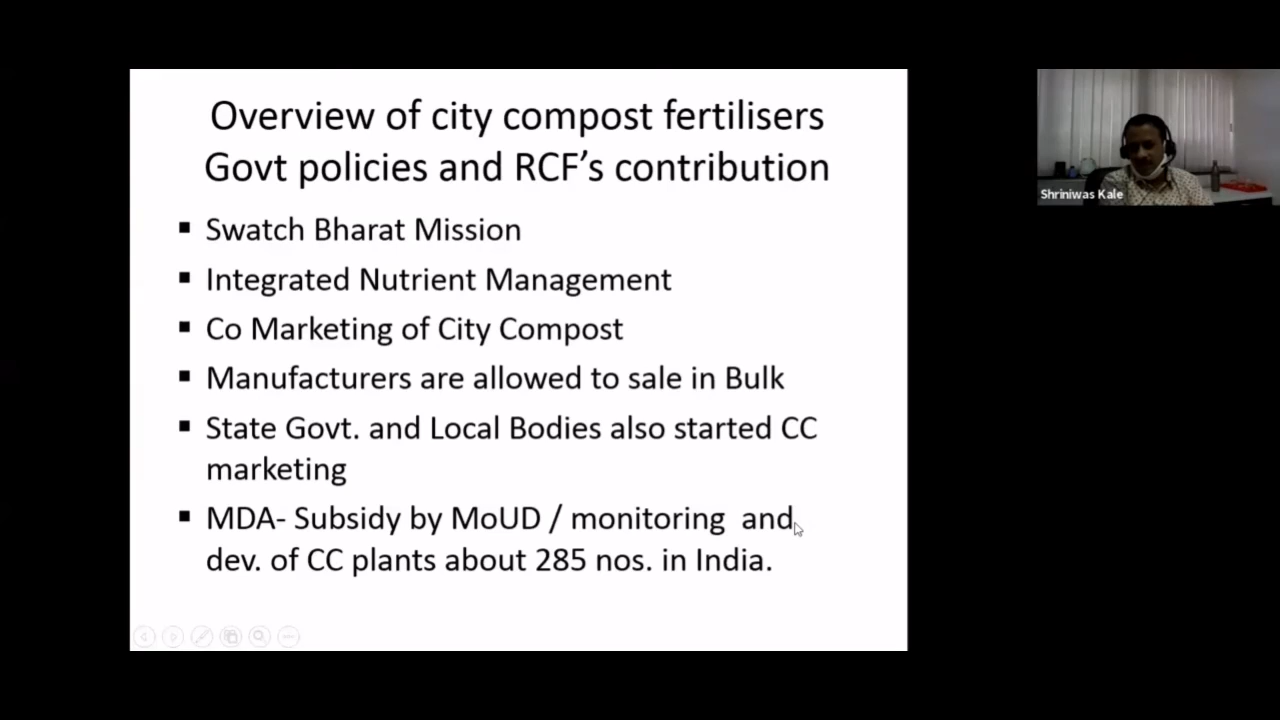 Overview of city compost fertilisers
Govt policies and RCF's contribution
▪ Swatch Bharat Mission
▪ Integrated Nutrient Management
▪ Co Marketing of City Compost
▪ Manufacturers are allowed to sale in Bulk
▪ State Govt. and Local Bodies also started CC
marketing
▪ MDA- Subsidy by MoUD / monitoring  and
dev. of CC plants about 285 nos. in India.
Shriniwas Kale